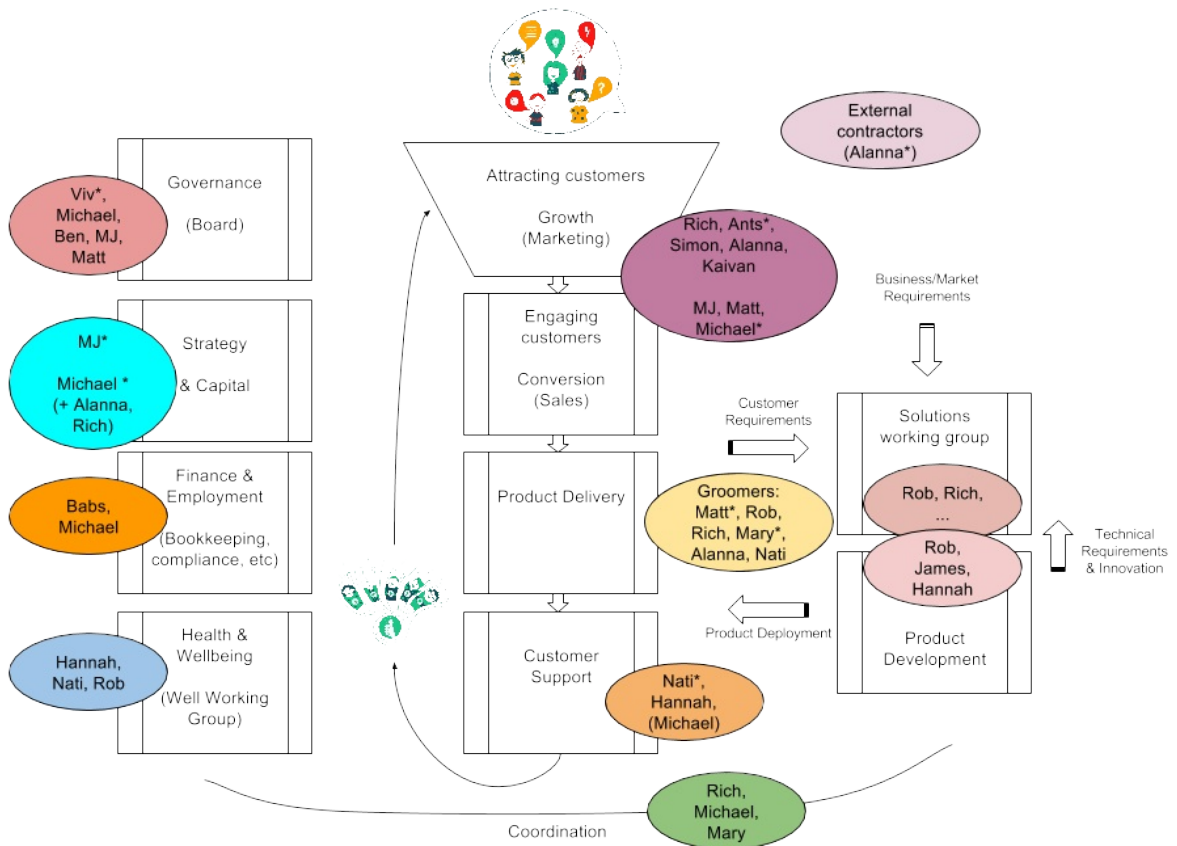 External
contractors
(Alanna*)
Governance
(Board)
Viv*,
Michael,
Ben, MJ,
Matt
Strategy
& Capital
MJ*
Michael *
(+ Alanna,
Rich)
Finance &
Employment
(Bookkeeping,
compliance, etc)
Babs,
Michael
Health &
Wellbeing
(Well Working
Group)
Hannah,
Nati, Rob
Attracting customers
Growth
(Marketing)
Rich, Ants*,
Simon, Alanna,
Kaivan
MJ, Matt,
Michael*
Engaging
customers
Conversion
(Sales)
Product Delivery
Groomers:
Matt*, Rob,
Rich, Mary*,
Alanna, Nati
Customer
Support
Nati*,
Hannah,
(Michael)
Customer
Requirements
Product Deployment
Business/Market
Requirements
Solutions
working group
Rob, Rich,
...
Rob,
James,
Hannah
Product
Development
Technical
Requirements
& Innovation
Coordination
Rich,
Michael,
Mary